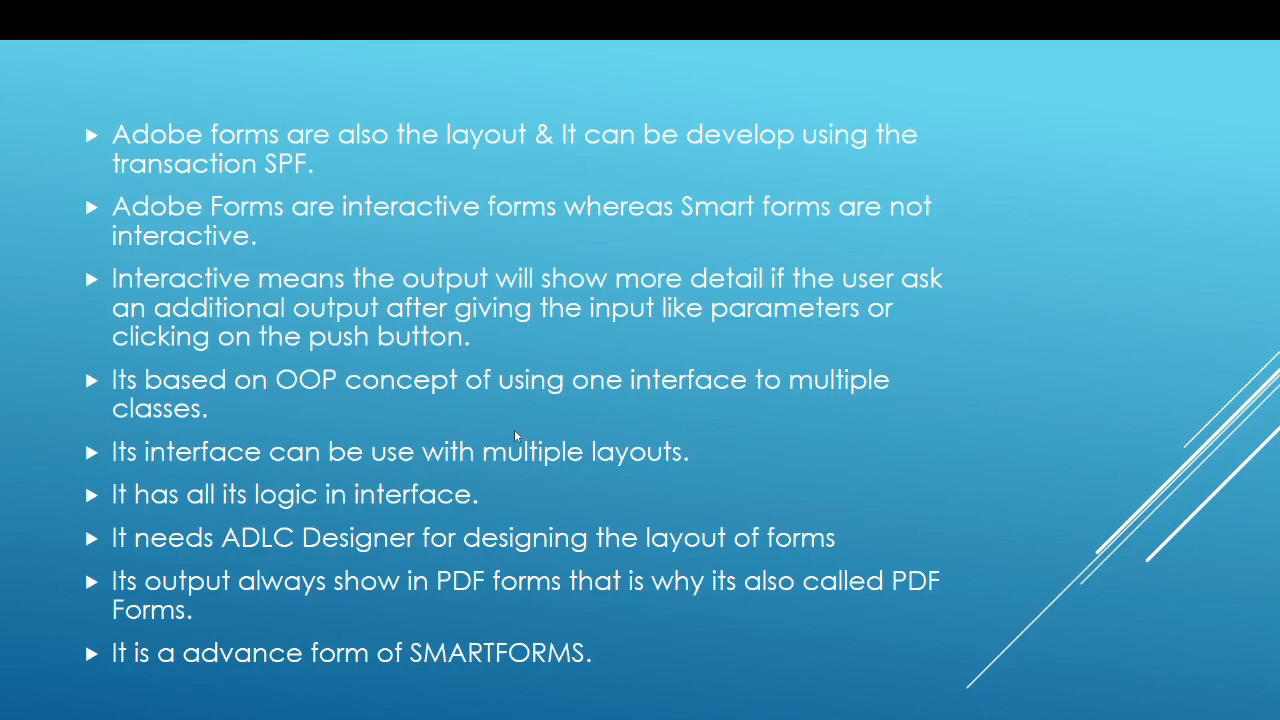 Adobe forms are also the layout & It can be develop using the
transaction SPF.
Adobe Forms are interactive forms whereas Smart forms are not
interactive.
Interactive means the output will show more detail if the user ask
an additional output after giving the input like parameters or
clicking on the push button.
Its based on OOP concept of using one interface to multiple
classes.
Its interface can be use with multiple layouts.
It has all its logic in interface.
It needs ADLC Designer for designing the layout of forms
Its output always show in PDF forms that is why its also called PDF
Forms.
It is a advance form of SMARTFORMS.